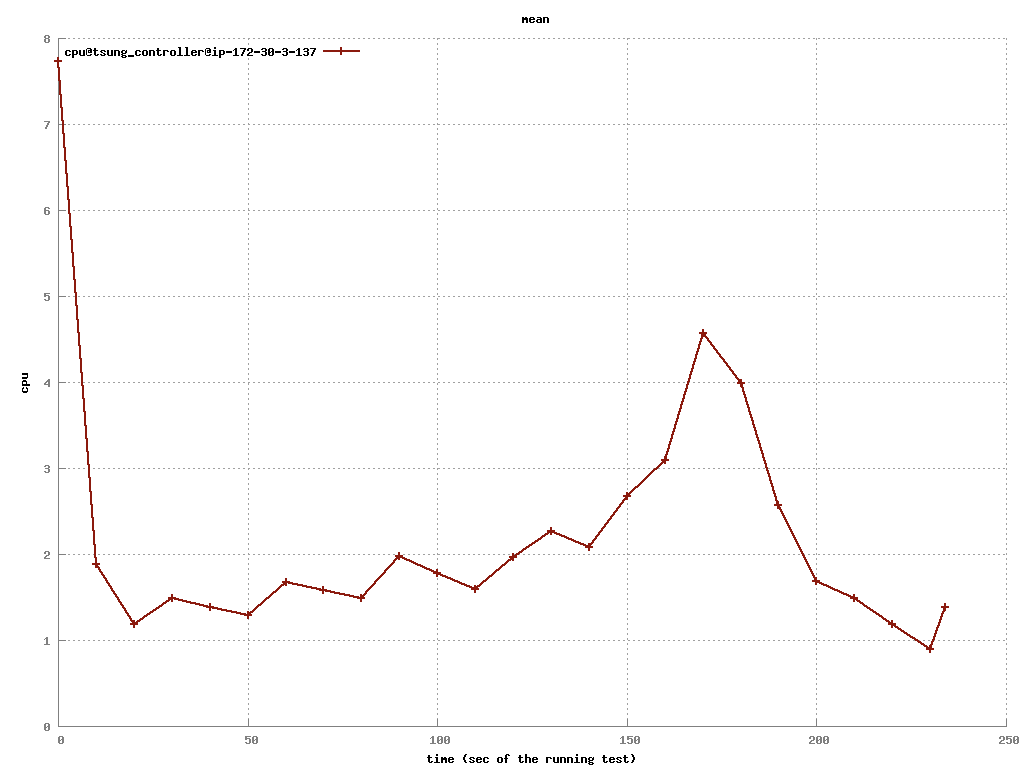 mean
8
cpu@tsung_controller@ip-172-30-3-137
7
6
5
cpu
4
3
2
1
0
0 50 100 150 200 250
time (sec of the running test)